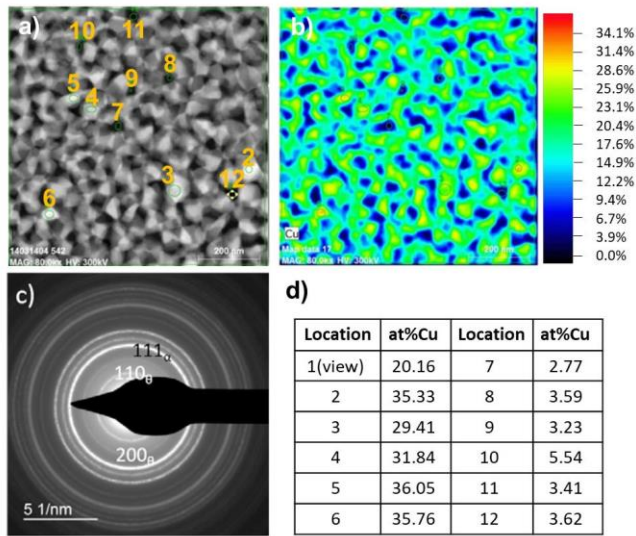 a)
10
11
8
9
5
4
7
3
2
12
6
200 nm
14031404 542
MAG: 80.0kx HV: 300kV
b)
Cu
Map data 17
MAG: 80.0kx HV: 300kV
200 nm
34.1%
31.4%
28.6%
25.9%
23.1%
20.4%
17.6%
14.9%
12.2%
9.4%
6.7%
3.9%
0.0%
c)
111α
110θ
200θ
5 1/nm
d)
Location at%Cu Location at%Cu
1(view) 20.16 7 2.77
2 35.33 8 3.59
3 29.41 9 3.23
4 31.84 10 5.54
5 36.05 11 3.41
6 35.76 12 3.62